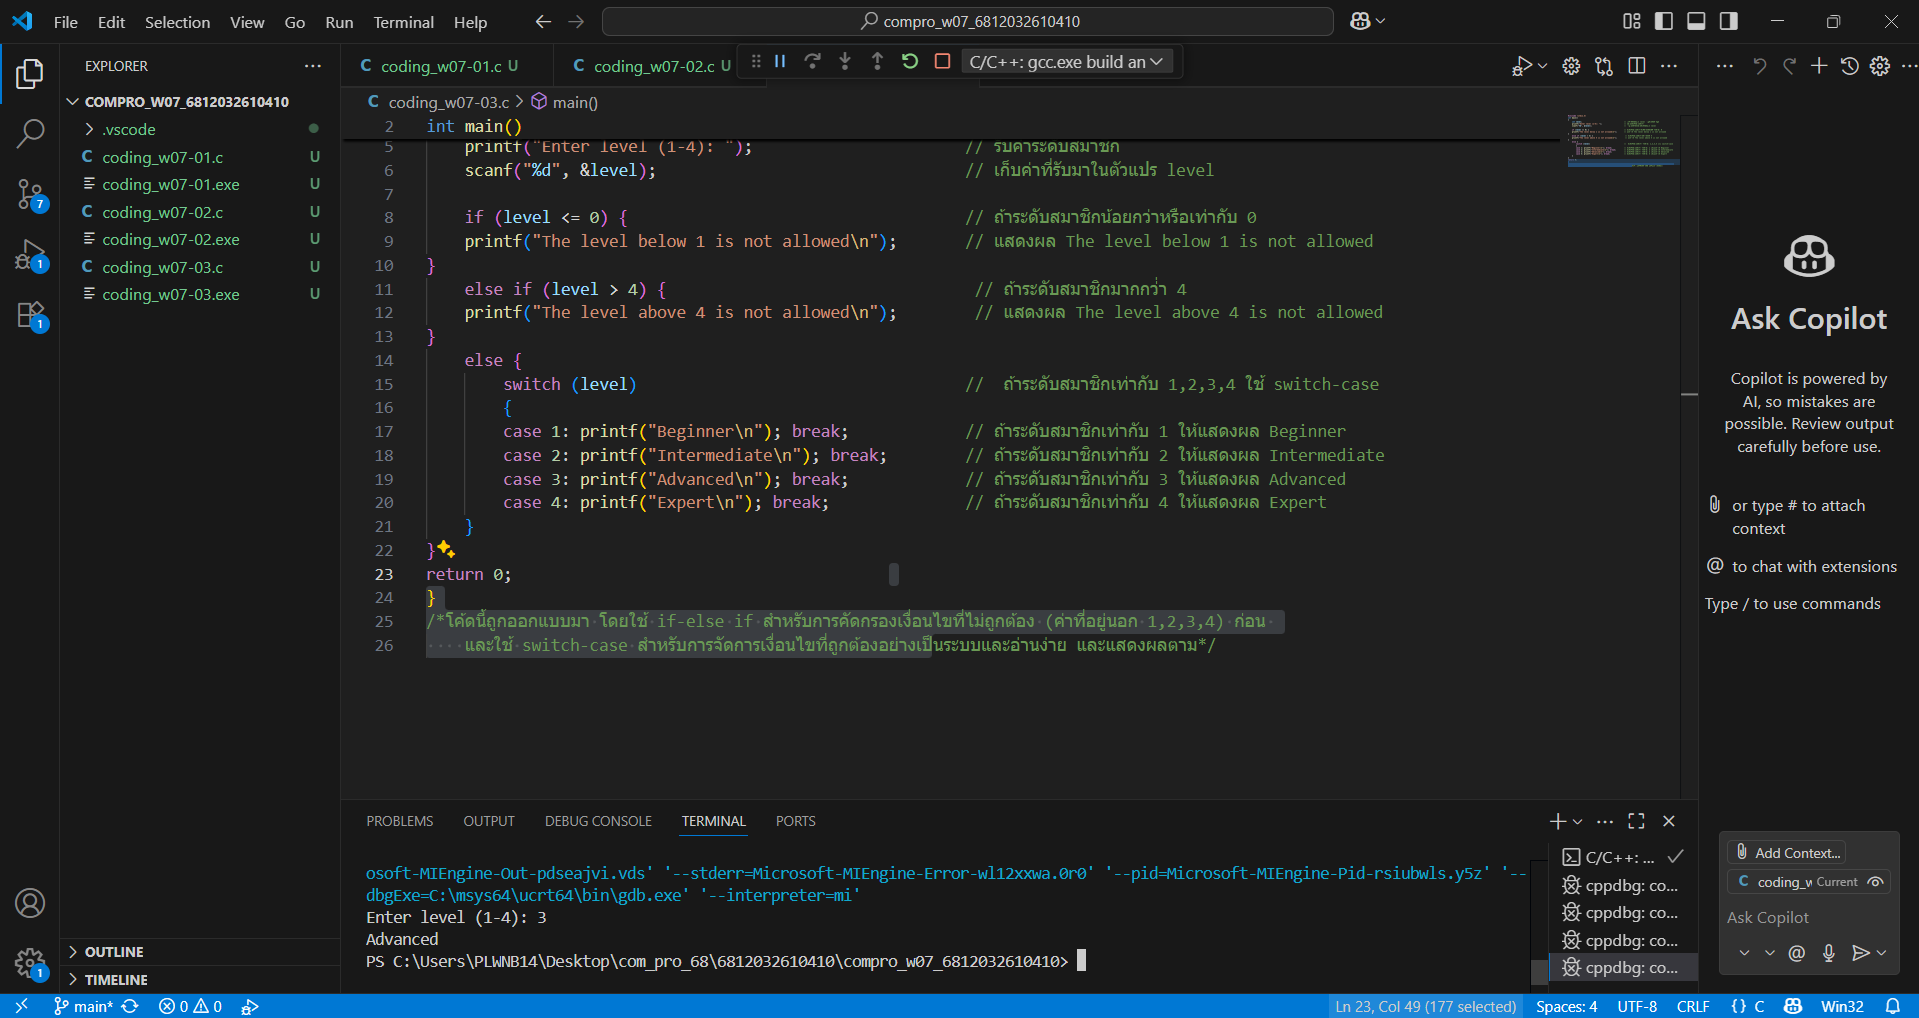 File Edit Selection View Go Run Terminal Help
compro_w07_6812032610410
EXPLORER
COMPRO_W07_6812032610410
.vscode
coding_w07-01.c U
coding_w07-01.exe U
coding_w07-02.c U
coding_w07-02.exe U
coding_w07-03.c U
coding_w07-03.exe U
OUTLINE
TIMELINE
7
1
1
1
C coding_w07-01.c U
C coding_w07-02.c U
C/C++: gcc.exe build an
C coding_w07-03.c > main()
2 int main()
5 printf("Enter level (1-4): "); // รับค่าระดับสมาชิก
6 scanf("%d", &level); // เก็บค่าที่รับมาในตัวแปร level
7
8 if (level <= 0) { // ถ้าระดับสมาชิกน้อยกว่าหรือเท่ากับ 0
9 printf("The level below 1 is not allowed\n"); // แสดงผล The level below 1 is not allowed
10 }
11 else if (level > 4) { // ถ้าระดับสมาชิกมากกว่า 4
12 printf("The level above 4 is not allowed\n"); // แสดงผล The level above 4 is not allowed
13 }
14 else {
15 switch (level) // ถ้าระดับสมาชิกเท่ากับ 1,2,3,4 ใช้ switch-case
16 {
17 case 1: printf("Beginner\n"); break; // ถ้าระดับสมาชิกเท่ากับ 1 ให้แสดงผล Beginner
18 case 2: printf("Intermediate\n"); break; // ถ้าระดับสมาชิกเท่ากับ 2 ให้แสดงผล Intermediate
19 case 3: printf("Advanced\n"); break; // ถ้าระดับสมาชิกเท่ากับ 3 ให้แสดงผล Advanced
20 case 4: printf("Expert\n"); break; // ถ้าระดับสมาชิกเท่ากับ 4 ให้แสดงผล Expert
21 }
22 }
23 return 0;
24 }
25 /*โค้ดนี้ถูกออกแบบมา โดยใช้ if-else if สำหรับการคัดกรองเงื่อนไขที่ไม่ถูกต้อง (ค่าที่อยู่นอก 1,2,3,4) ก่อน
26 และใช้ switch-case สำหรับการจัดการเงื่อนไขที่ถูกต้องอย่างเป็นระบบและอ่านง่าย และแสดงผลตาม*/
PROBLEMS OUTPUT DEBUG CONSOLE TERMINAL PORTS
osoft-MIEngine-Out-pdseajvi.vds' '--stderr=Microsoft-MIEngine-Error-wl12xxwa.0r0' '--pid=Microsoft-MIEngine-Pid-rsiubwls.y5z' '--
dbgExe=C:\msys64\ucrt64\bin\gdb.exe' '--interpreter=mi'
Enter level (1-4): 3
Advanced
PS C:\Users\PLWNB14\Desktop\com_pro_68\6812032610410\compro_w07_6812032610410>
C/C++: ...
cppdbg: co...
cppdbg: co...
cppdbg: co...
cppdbg: co...
Ask Copilot
Copilot is powered by
AI, so mistakes are
possible. Review output
carefully before use.
or type # to attach
context
@ to chat with extensions
Type / to use commands
Add Context...
C coding_w Current
Ask Copilot
main* 0 0
Ln 23, Col 49 (177 selected) Spaces: 4 UTF-8 CRLF {} C Win32